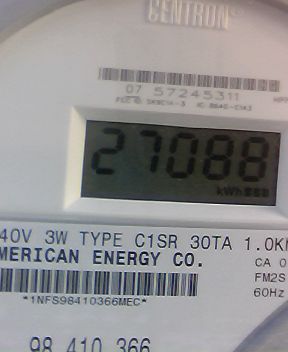 CENTRON®
07 57245311
27088
kWh
40V 3W TYPE C1SR 30TA 1.0K
MERICAN ENERGY CO.
CA 0
FM2S
60Hz
*1NFS98410366MEC*
98 410 366